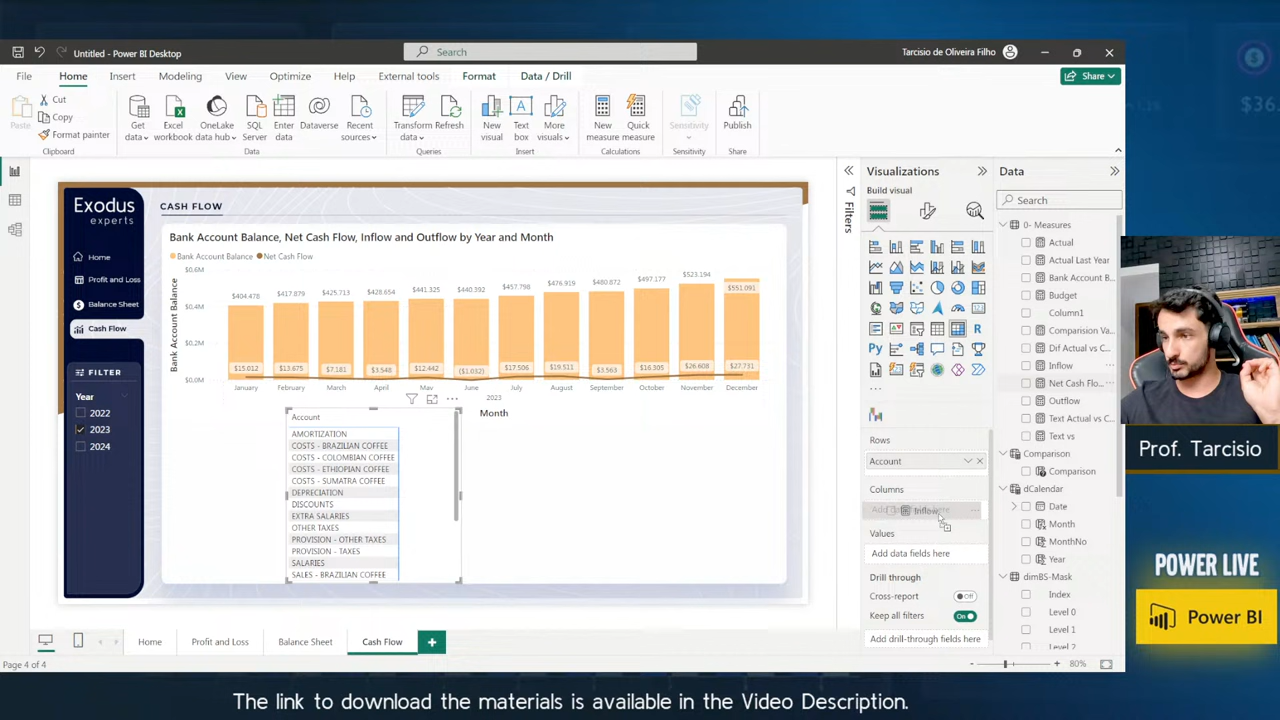 Untitled - Power BI Desktop
Search
Tarcisio de Oliveira Filho
File
Home
Insert
Modeling
View
Optimize
Help
External tools
Format
Data / Drill
Share
Paste
Cut
Copy
Format painter
Get data
Excel workbook
OneLake data hub
SQL Server
Enter data
Dataverse
Recent sources
Transform data
Refresh
New visual
Text box
More visuals
New measure
Quick measure
Sensitivity
Publish
Clipboard
Data
Queries
Insert
Calculations
Sensitivity
Share
Exodus
experts
Home
Profit and Loss
Balance Sheet
Cash Flow
FILTER
Year
2022
2023
2024
CASH FLOW
Bank Account Balance, Net Cash Flow, Inflow and Outflow by Year and Month
Bank Account Balance
Net Cash Flow
Bank Account Balance
$0.6M
$0.4M
$0.2M
$0.0M
$404.478
$417.879
$425.713
$428.654
$441.325
$440.392
$457.798
$476.919
$480.872
$497.177
$523.194
$551.091
$15.012
$13.675
$7.181
$3.548
$12.442
($1.032)
$17.506
$19.511
$3.563
$16.305
$26.608
$27.731
January
February
March
April
May
June
July
August
September
October
November
December
2023
Month
Account
AMORTIZATION
COSTS - BRAZILIAN COFFEE
COSTS - COLOMBIAN COFFEE
COSTS - ETHIOPIAN COFFEE
COSTS - SUMATRA COFFEE
DEPRECIATION
DISCOUNTS
EXTRA SALARIES
OTHER TAXES
PROVISION - OTHER TAXES
PROVISION - TAXES
SALARIES
SALES - BRAZILIAN COFFEE
Filters
Visualizations
Build visual
Rows
Account
Columns
Inflow
Values
Add data fields here
Drill through
Cross-report
Off
Keep all filters
On
Add drill-through fields here
Data
Search
0- Measures
Actual
Actual Last Year
Bank Account B...
Budget
Column1
Comparision Va...
Dif Actual vs C...
Inflow
Net Cash Flo...
Outflow
Text Actual vs C
Text vs
Comparison
Comparison
dCalendar
Date
Month
MonthNo
Year
dimBS-Mask
Index
Level 0
Level 1
Level 2
Home
Profit and Loss
Balance Sheet
Cash Flow
Page 4 of 4
80%
Prof. Tarcisio
POWER LIVE
Power BI
The link to download the materials is available in the Video Description.